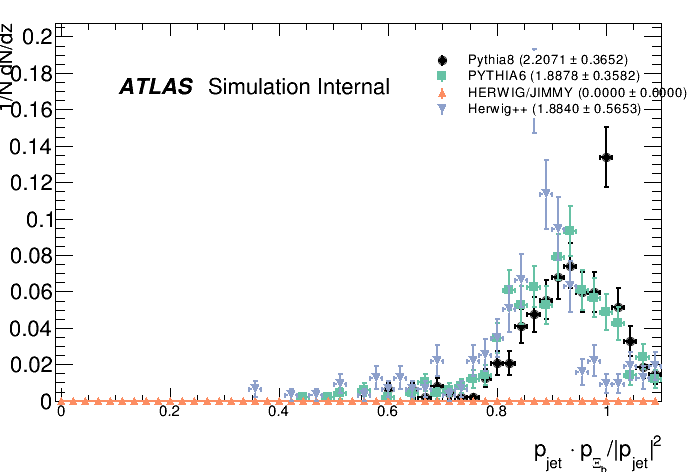 1/N dN/dz
0.2
0.18
0.16
0.14
0.12
0.1
0.08
0.06
0.04
0.02
0
ATLAS Simulation Internal
Pythia8 (2.2071 ± 0.3652)
PYTHIA6 (1.8878 ± 0.3582)
HERWIG/JIMMY (0.0000 ± 0.0000)
Herwig++ (1.8840 ± 0.5653)
0 0.2 0.4 0.6 0.8 1
p_jet · p_Ξb/|p_jet|²